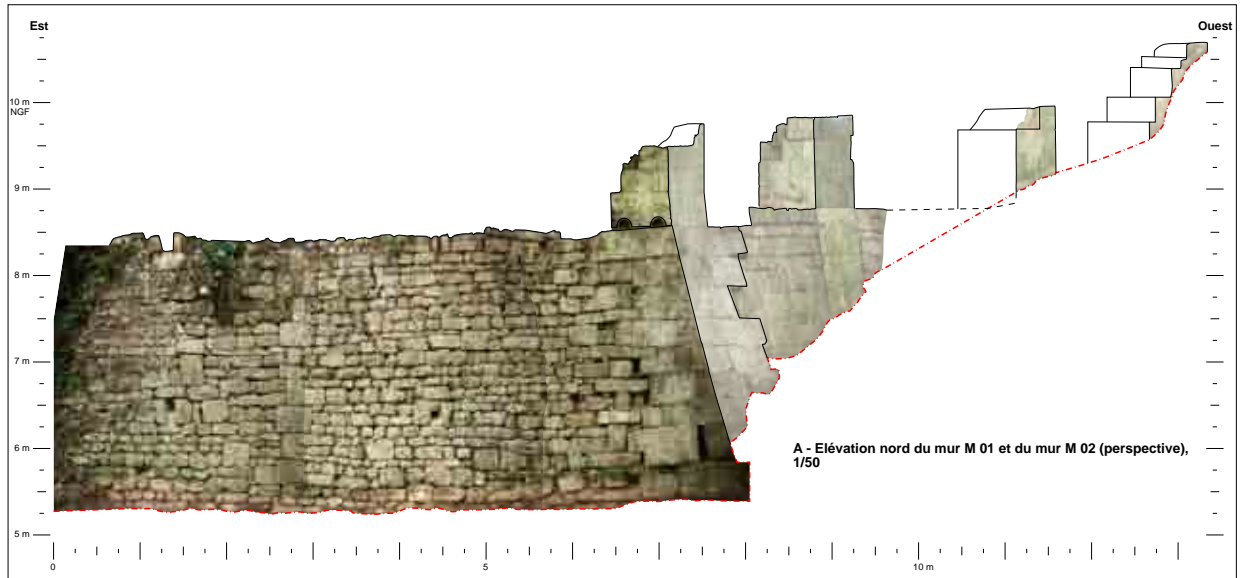 Est
Ouest
10 m
NGF
9 m
8 m
7 m
6 m
5 m
A - Elévation nord du mur M 01 et du mur M 02 (perspective),
1/50
0
5
10 m